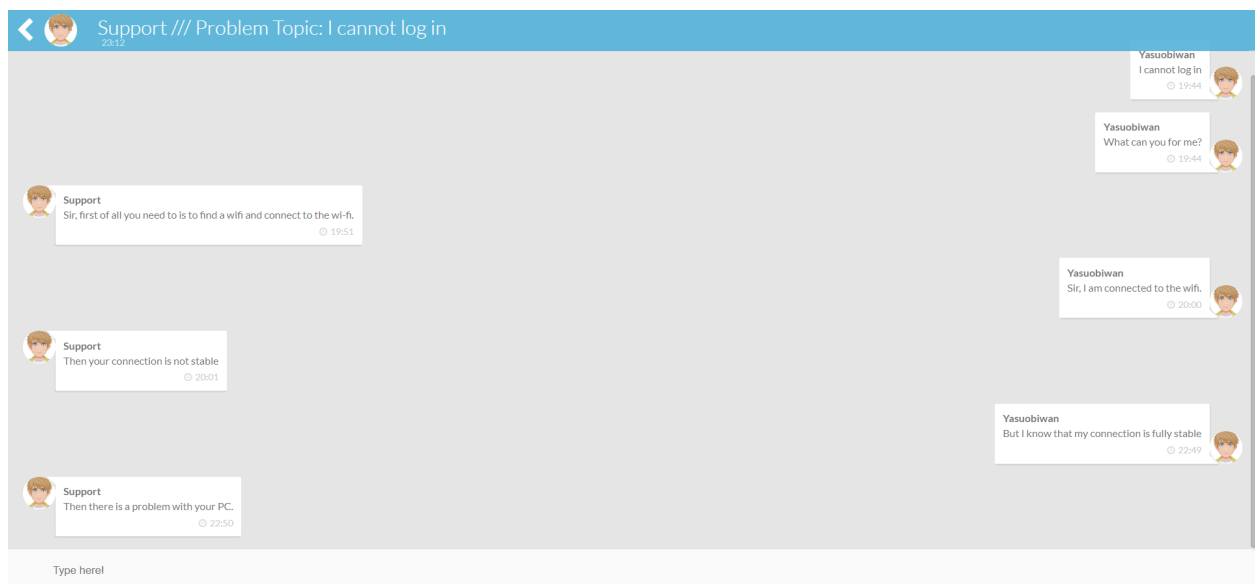 Support /// Problem Topic: I cannot log in
23:12
Yasuobiwan
I cannot log in
19:44
Yasuobiwan
What can you for me?
19:44
Support
Sir, first of all you need to is to find a wifi and connect to the wi-fi.
19:51
Yasuobiwan
Sir, I am connected to the wifi.
20:00
Support
Then your connection is not stable
20:01
Yasuobiwan
But I know that my connection is fully stable
22:49
Support
Then there is a problem with your PC.
22:50
Type here!